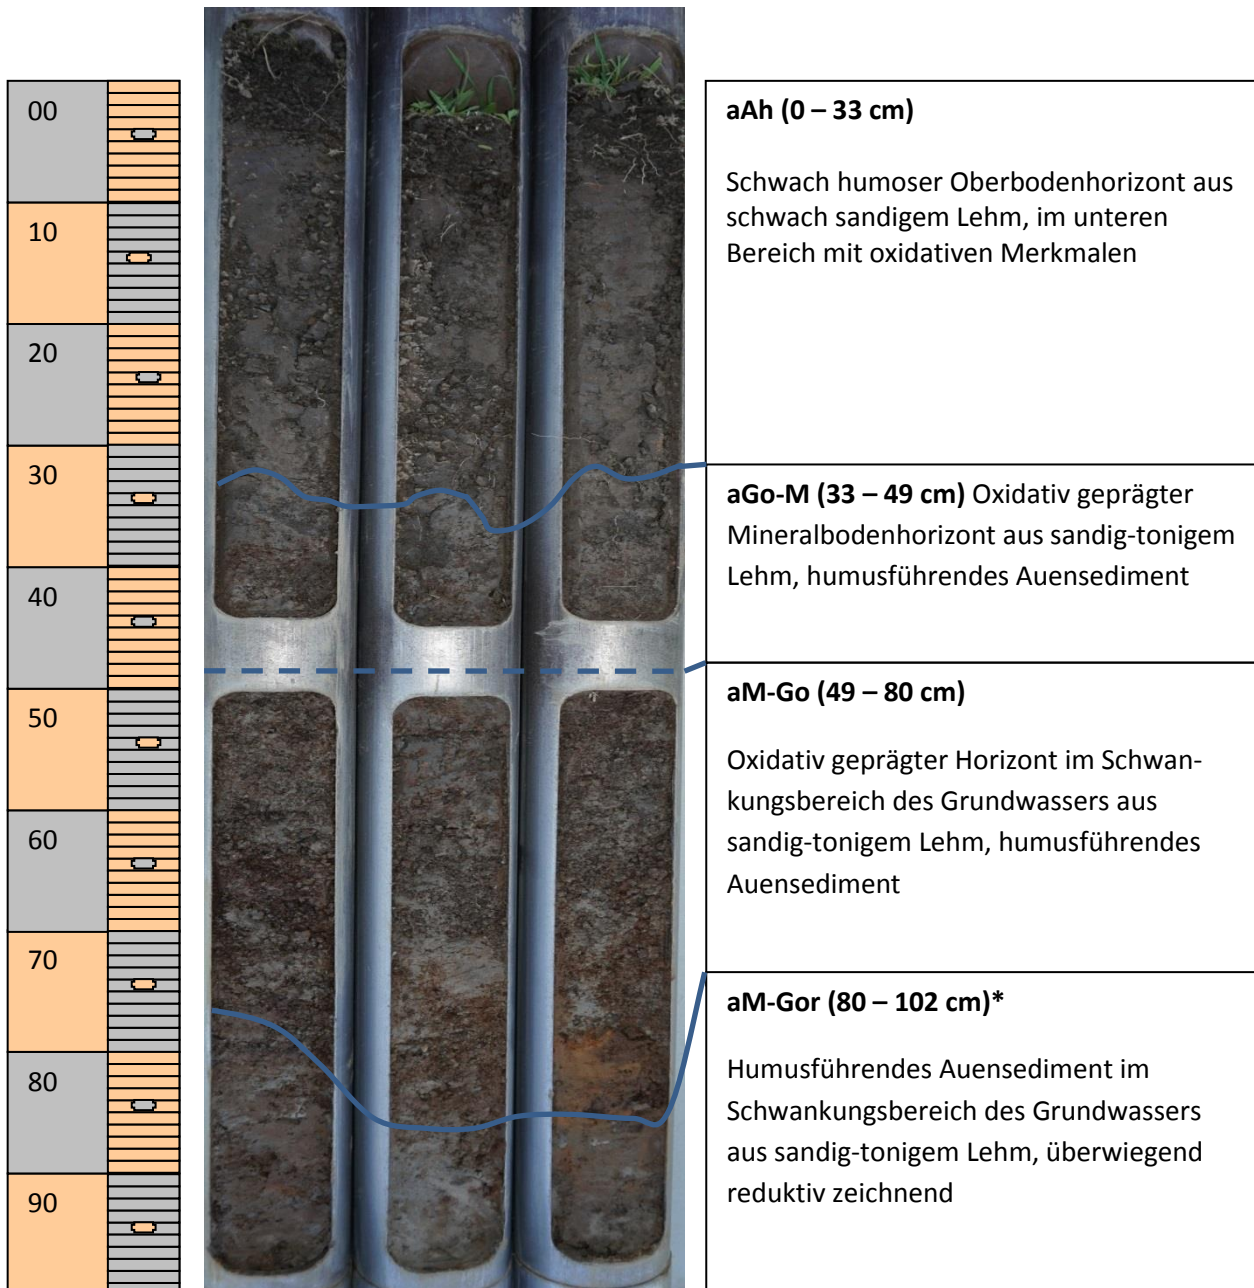 00
10
20
30
40
50
60
70
80
90
aAh (0 – 33 cm)
Schwach humoser Oberbodenhorizont aus
schwach sandigem Lehm, im unteren
Bereich mit oxidativen Merkmalen
aGo-M (33 – 49 cm) Oxidativ geprägter
Mineralbodenhorizont aus sandig-tonigem
Lehm, humusführendes Auensediment
aM-Go (49 – 80 cm)
Oxidativ geprägter Horizont im Schwan-
kungsbereich des Grundwassers aus
sandig-tonigem Lehm, humusführendes
Auensediment
aM-Gor (80 – 102 cm)*
Humusführendes Auensediment im
Schwankungsbereich des Grundwassers
aus sandig-tonigem Lehm, überwiegend
reduktiv zeichnend